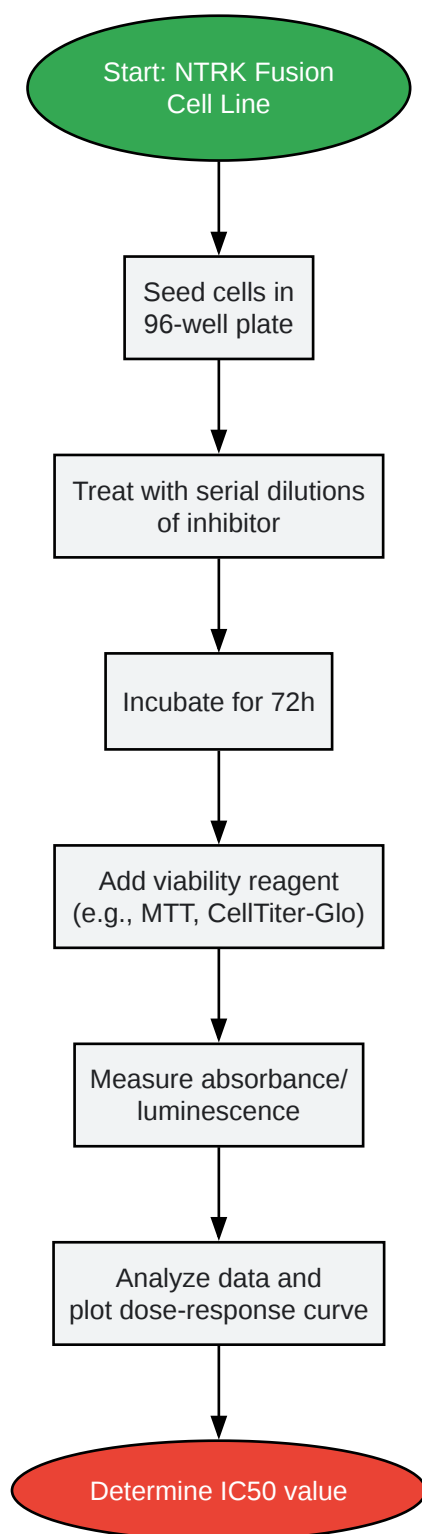 Start: NTRK Fusion
Cell Line
Seed cells in
96-well plate
Treat with serial dilutions
of inhibitor
Incubate for 72h
Add viability reagent
(e.g., MTT, CellTiter-Glo)
Measure absorbance/
luminescence
Analyze data and
plot dose-response curve
Determine IC50 value